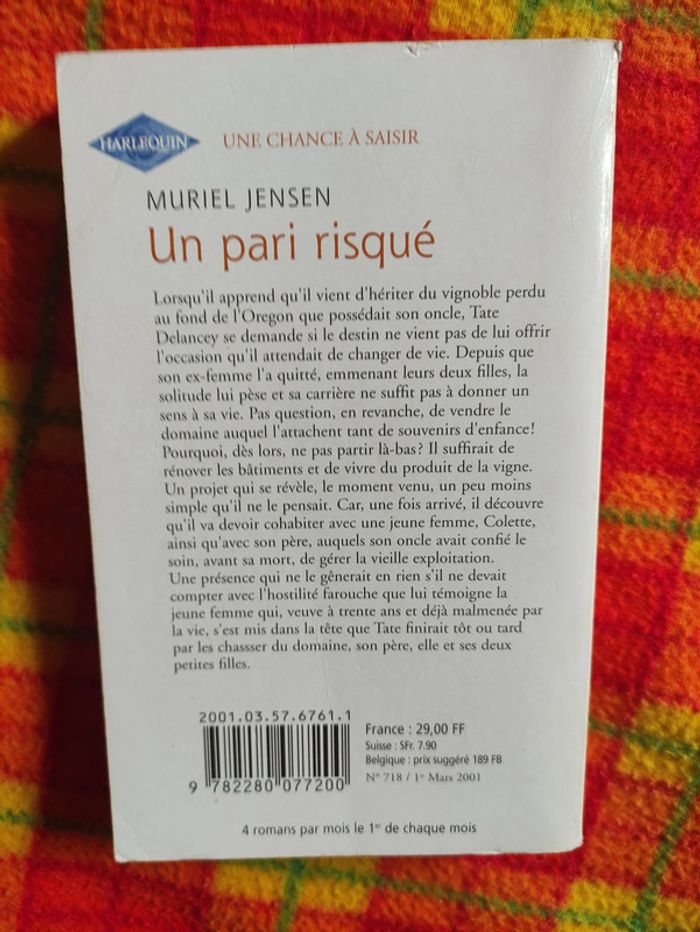 HARLEQUIN UNE CHANCE À SAISIR
MURIEL JENSEN
Un pari risqué
Lorsqu'il apprend qu'il vient d'hériter du vignoble perdu
au fond de l'Oregon que possédait son oncle, Tate
Delancey se demande si le destin ne vient pas de lui offrir
l'occasion qu'il attendait de changer de vie. Depuis que
son ex-femme l'a quitté, emmenant leurs deux filles, la
solitude lui pèse et sa carrière ne suffit pas à donner un
sens à sa vie. Pas question, en revanche, de vendre le
domaine auquel l'attachent tant de souvenirs d'enfance!
Pourquoi, dès lors, ne pas partir là-bas? Il suffirait de
rénover les bâtiments et de vivre du produit de la vigne.
Un projet qui se révèle, le moment venu, un peu moins
simple qu'il ne le pensait. Car, une fois arrivé, il découvre
qu'il va devoir cohabiter avec une jeune femme, Colette,
ainsi qu'avec son père, auquels son oncle avait confié le
soin, avant sa mort, de gérer la vieille exploitation.
Une présence qui ne le gênerait en rien s'il ne devait
compter avec l'hostilité farouche que lui témoigne la
jeune femme qui, veuve à trente ans et déjà malmenée par
la vie, s'est mis dans la tête que Tate finirait tôt ou tard
par les chassser du domaine, son père, elle et ses deux
petites filles.
2001.03.57.6761.1
9 782280 077200
France : 29,00 FF
Suisse : SFr. 7.90
Belgique : prix suggéré 189 FB
N° 718 / 1er Mars 2001
4 romans par mois le 1er de chaque mois